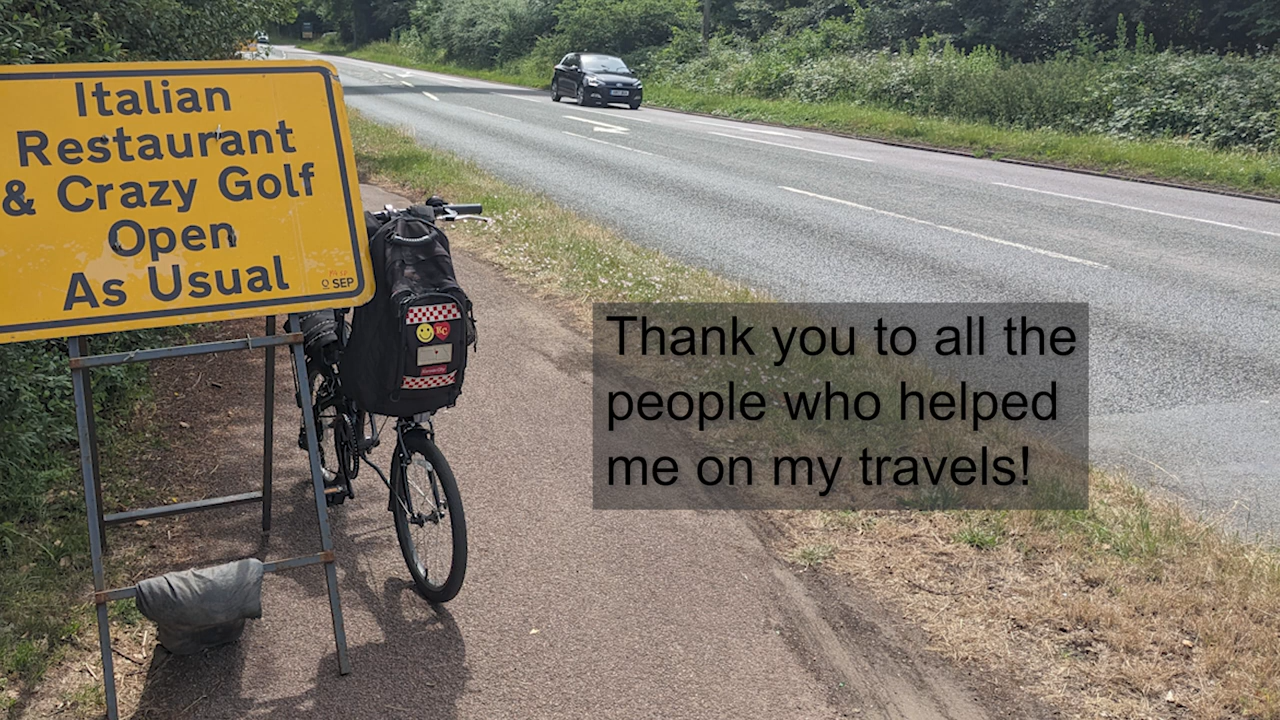 Italian
Restaurant
& Crazy Golf
Open
As Usual
SEP
KC
Thank you to all the
people who helped
me on my travels!